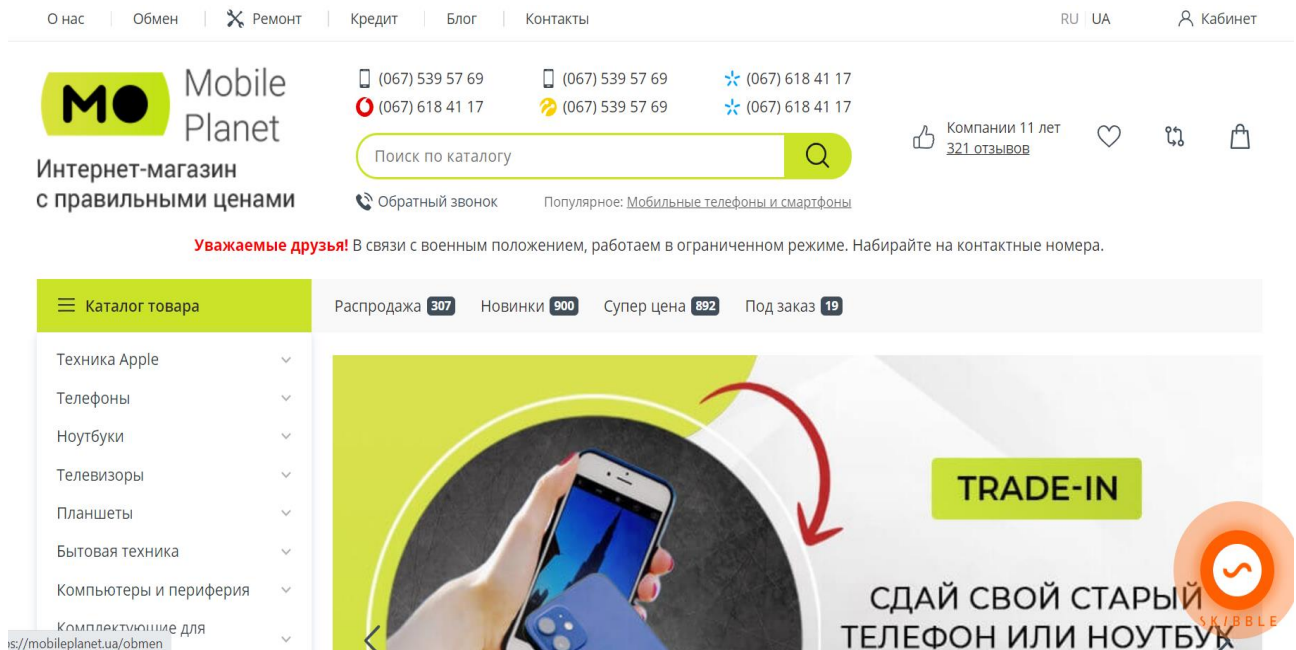 О нас
Обмен
Ремонт
Кредит
Блог
Контакты
RU
UA
Кабинет
MO
Mobile
Planet
Интернет-магазин
с правильными ценами
(067) 539 57 69
(067) 539 57 69
(067) 618 41 17
(067) 618 41 17
(067) 539 57 69
(067) 618 41 17
Поиск по каталогу
Компании 11 лет
321 отзывов
Обратный звонок
Популярное: Мобильные телефоны и смартфоны
Уважаемые друзья! В связи с военным положением, работаем в ограниченном режиме. Набирайте на контактные номера.
Каталог товара
Распродажа 307
Новинки 900
Супер цена 892
Под заказ 19
Техника Apple
Телефоны
Ноутбуки
Телевизоры
Планшеты
Бытовая техника
Компьютеры и периферия
Комплектующие для
TRADE-IN
СДАЙ СВОЙ СТАРЫЙ
ТЕЛЕФОН ИЛИ НОУТБУК
SKIBBLE
s://mobileplanet.ua/obmen